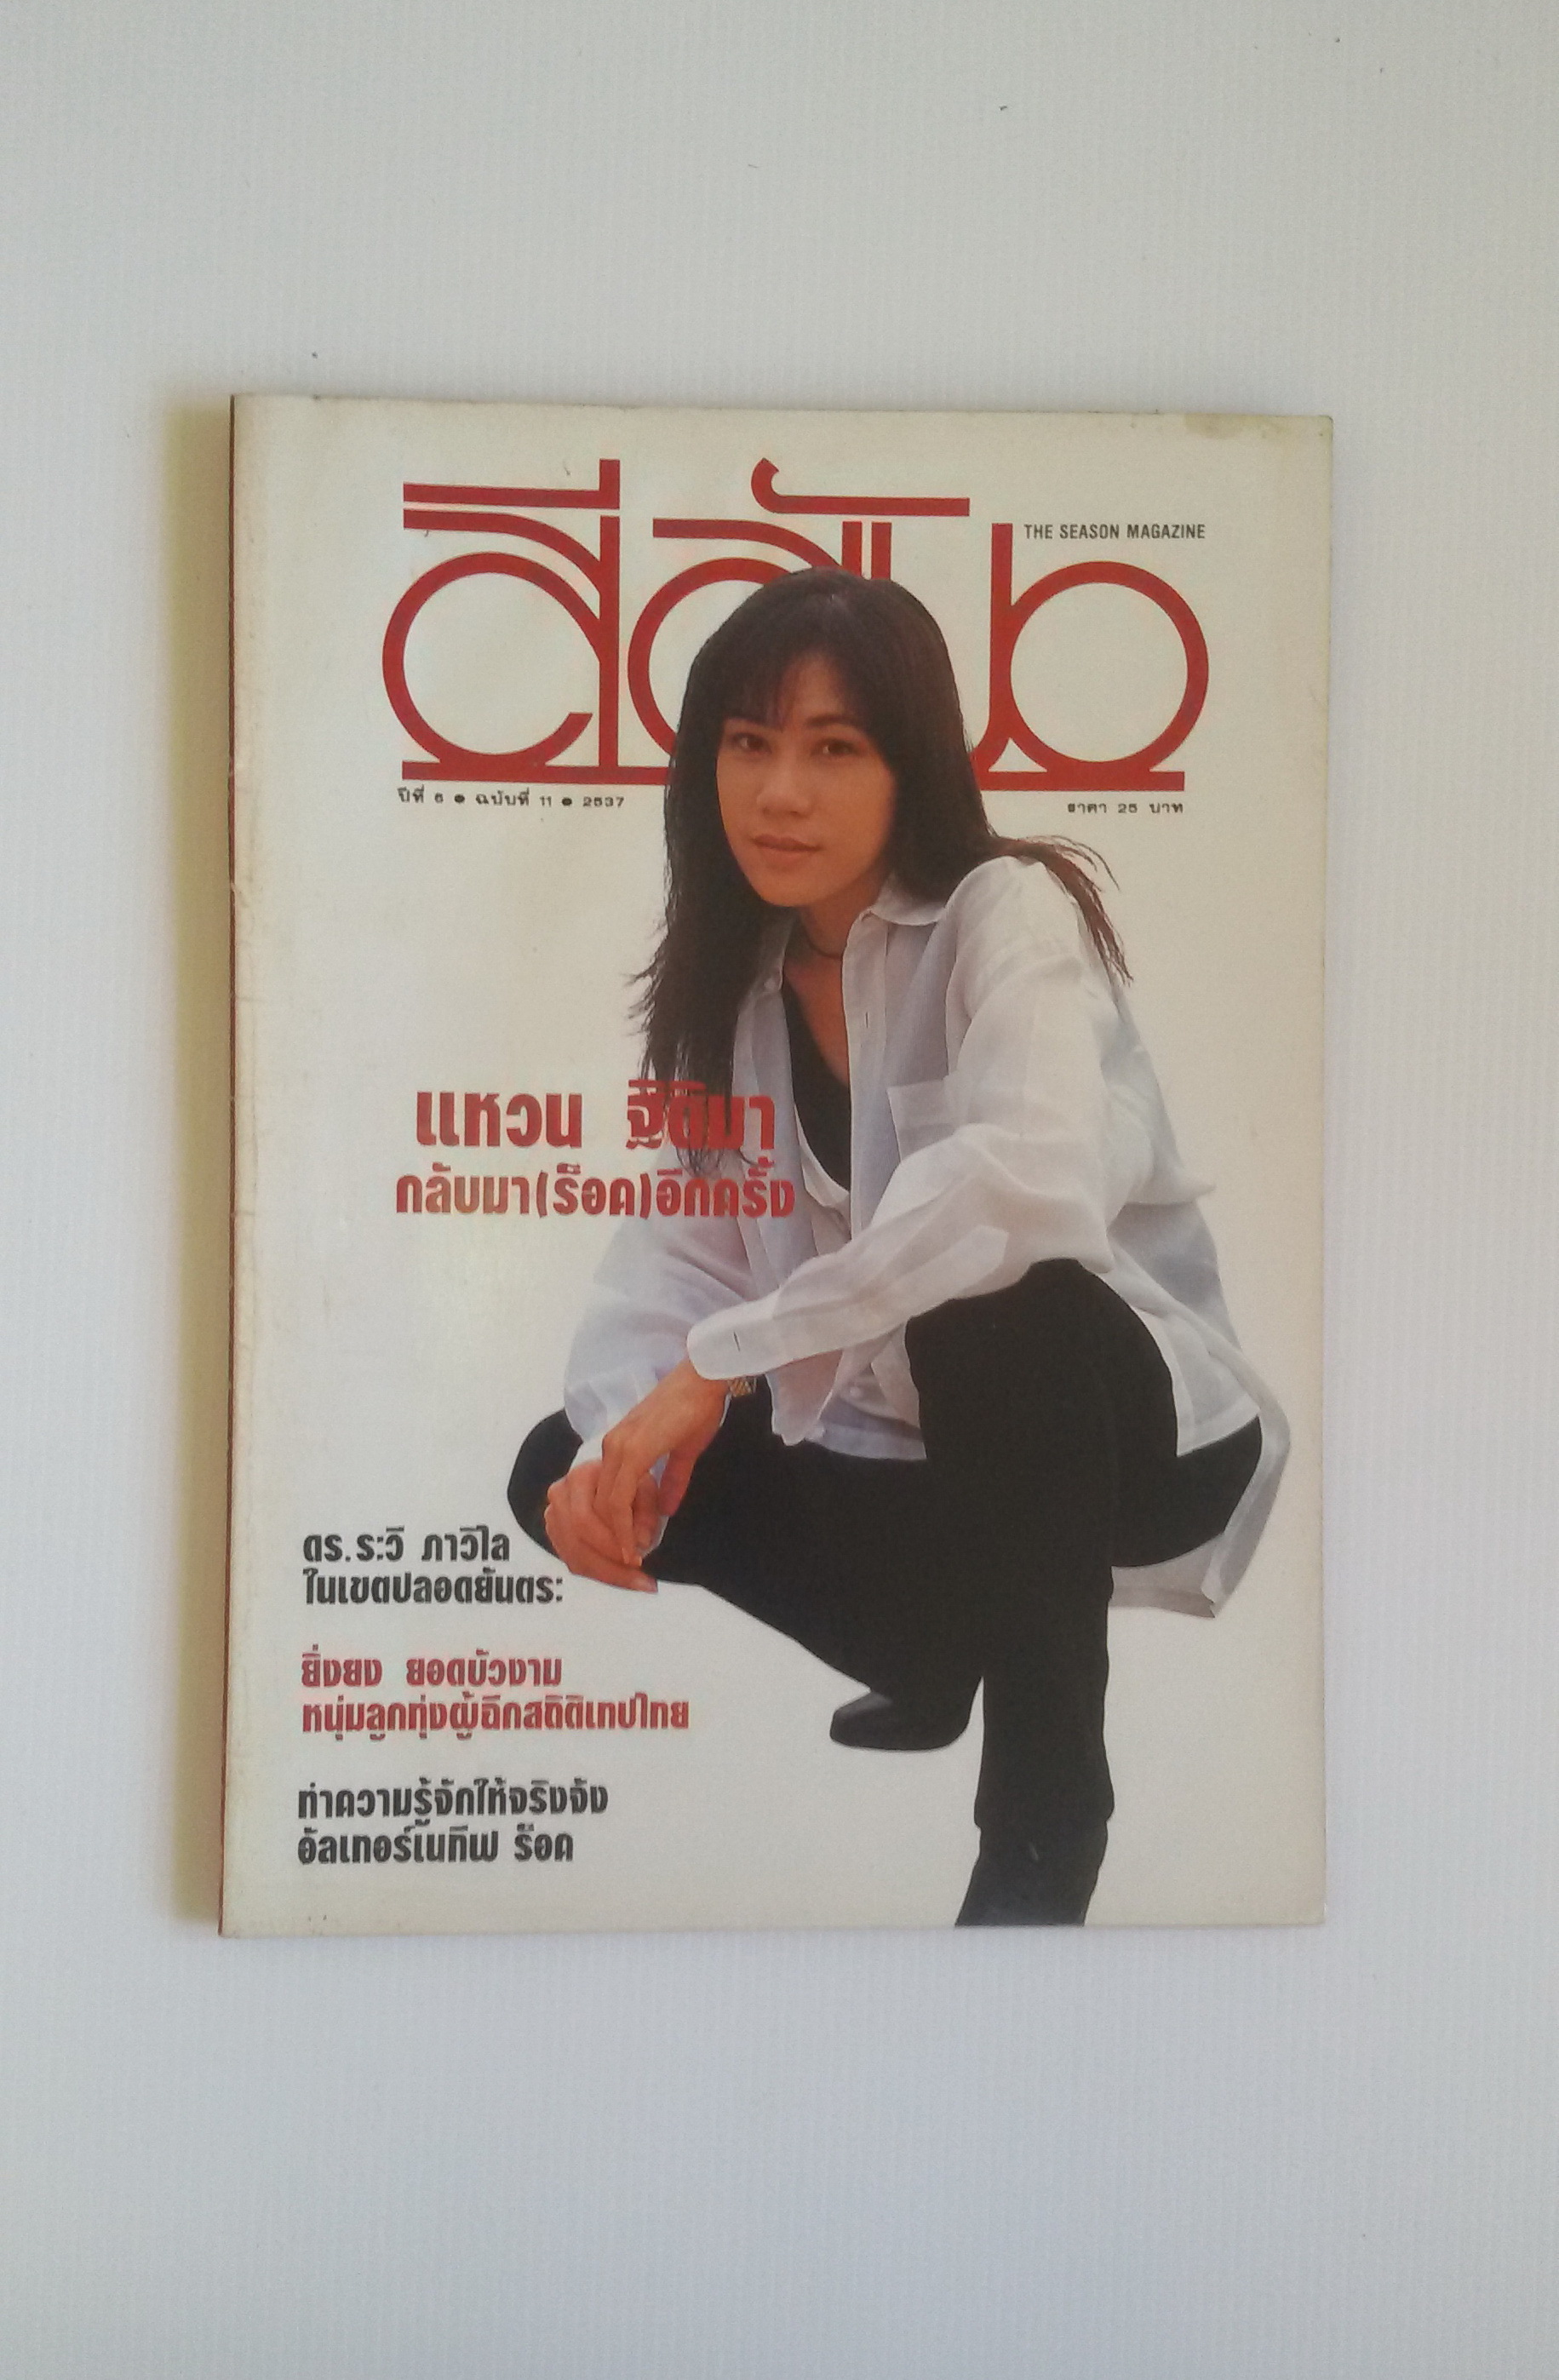 สีสัน
THE SEASON MAGAZINE
ปีที่ 6 ● ฉบับที่ 11 ● 2537
ราคา 25 บาท
แหวน ฐิติมา
กลับมา(ร็อค)อีกครั้ง
ดร.ระวี ภาวิไล
ในเขตปลอดยันตระ
ยิ่งยง ยอดบัวงาม
หนุ่มลูกทุ่งผู้ฉีกสถิติเทปไทย
ทำความรู้จักให้จริงจัง
อัลเทอร์เนทีฟ ร็อค